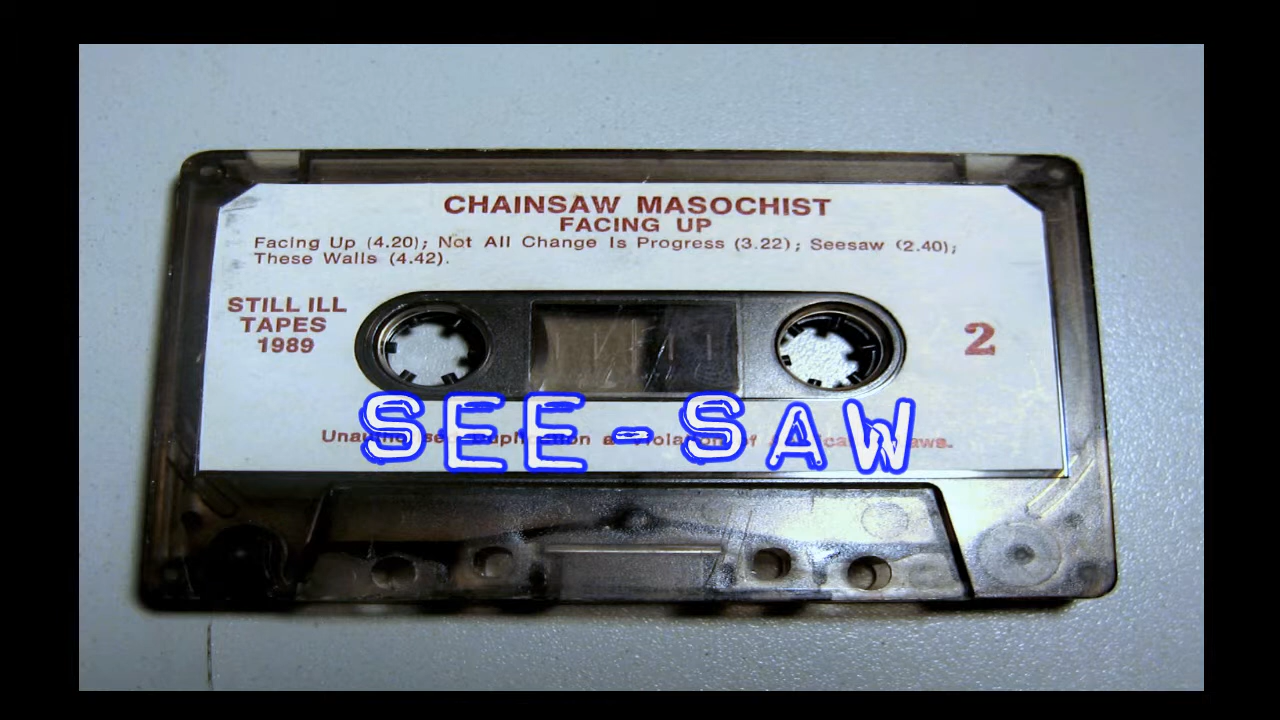 CHAINSAW MASOCHIST
FACING UP
Facing Up (4.20); Not All Change Is Progress (3.22); Seesaw (2.40);
These Walls (4.42).
STILL ILL
TAPES
1989
2
SEE-SAW